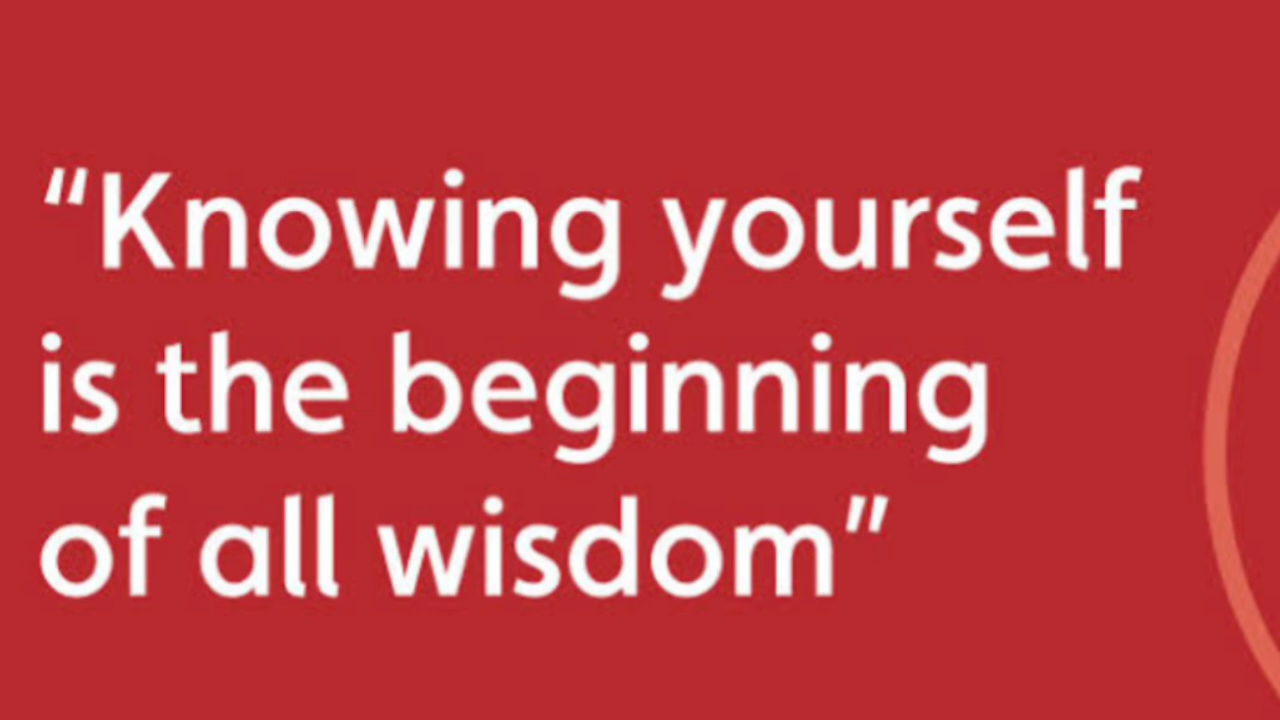 “Knowing yourself
is the beginning
of all wisdom”